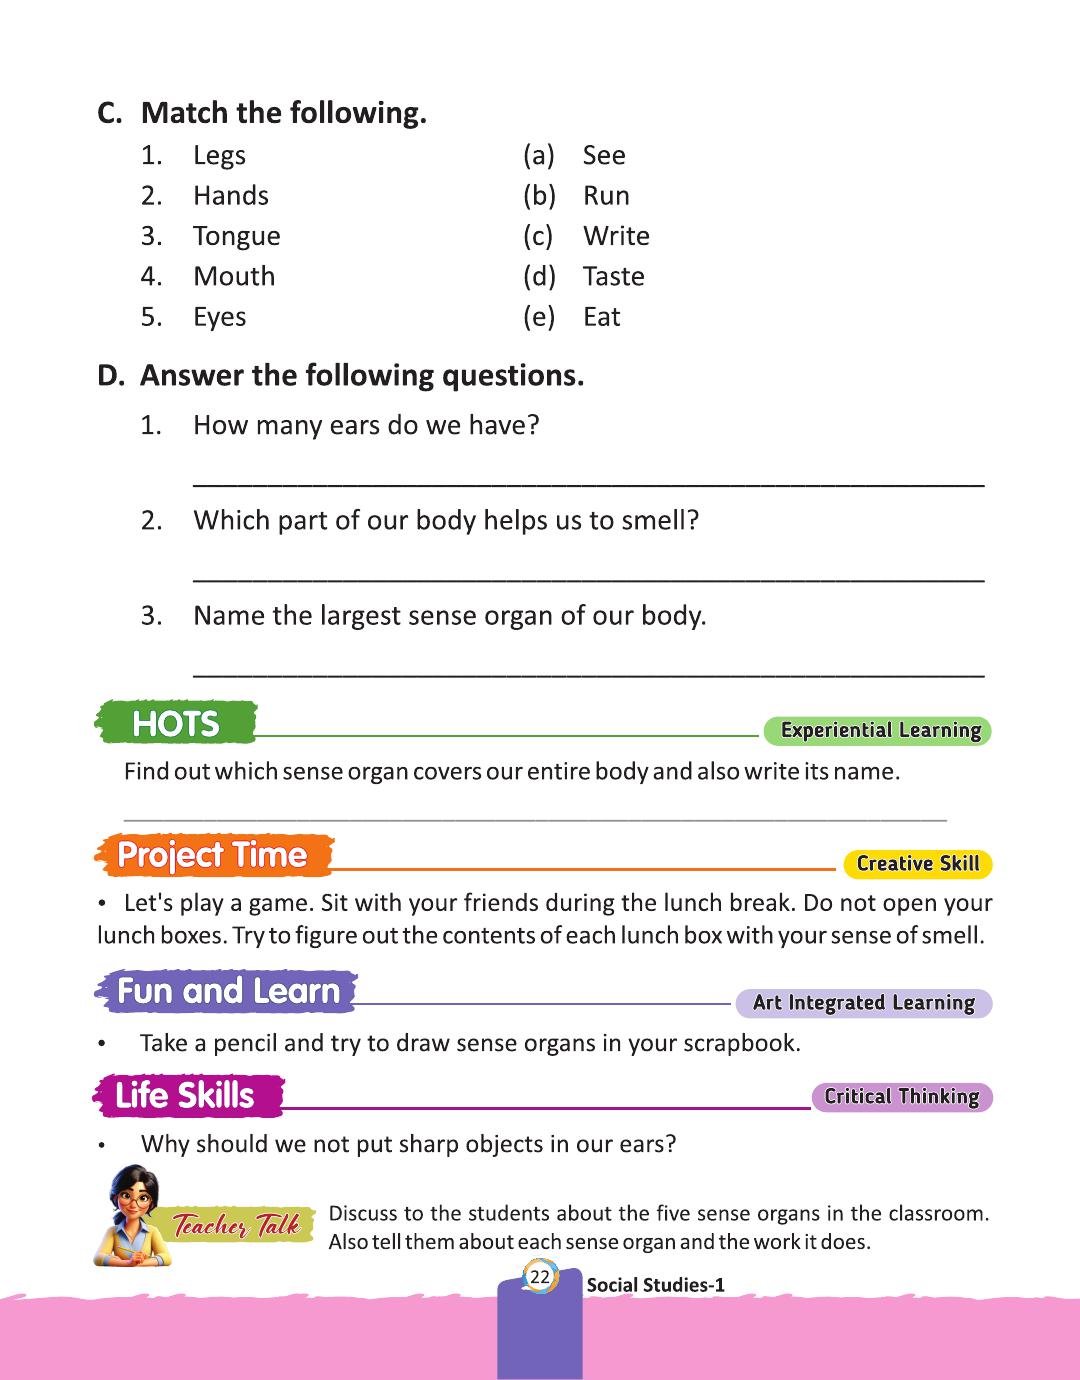 C. Match the following.
1. Legs (a) See
2. Hands (b) Run
3. Tongue (c) Write
4. Mouth (d) Taste
5. Eyes (e) Eat
D. Answer the following questions.
1. How many ears do we have?
2. Which part of our body helps us to smell?
3. Name the largest sense organ of our body.
HOTS Experiential Learning
Find out which sense organ covers our entire body and also write its name.
Project Time Creative Skill
• Let's play a game. Sit with your friends during the lunch break. Do not open your
lunch boxes. Try to figure out the contents of each lunch box with your sense of smell.
Fun and Learn Art Integrated Learning
• Take a pencil and try to draw sense organs in your scrapbook.
Life Skills Critical Thinking
• Why should we not put sharp objects in our ears?
Teacher Talk
Discuss to the students about the five sense organs in the classroom.
Also tell them about each sense organ and the work it does.
22 Social Studies-1